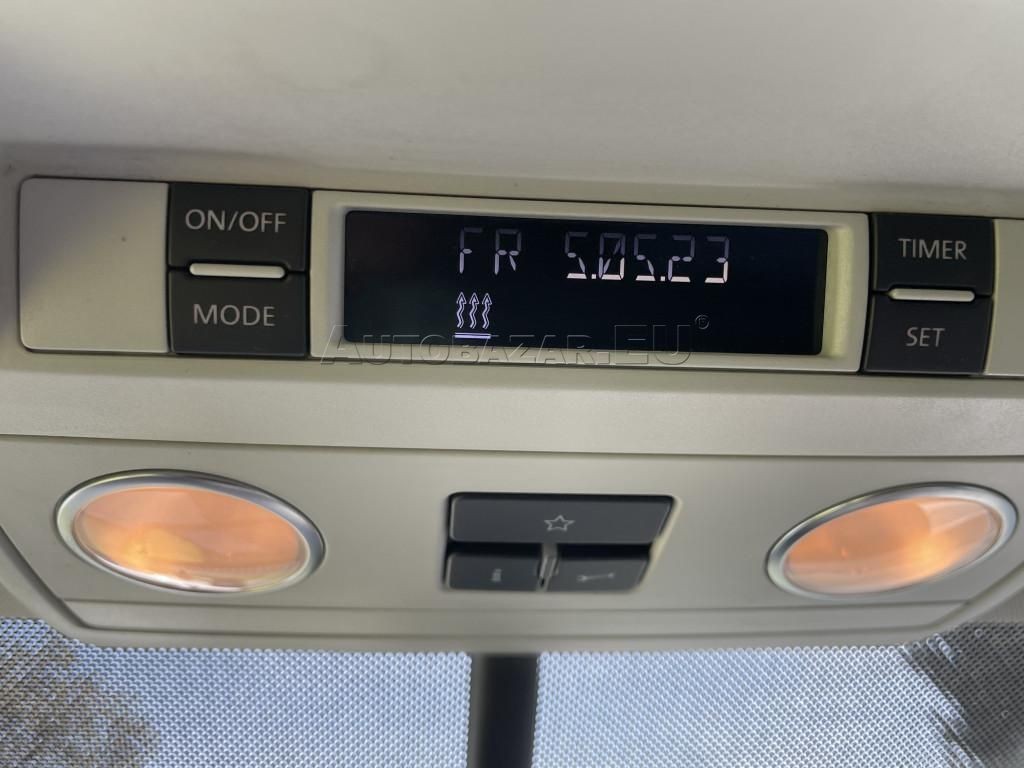 ON/OFF
MODE
FR 5.05.23
TIMER
SET
AUTOBAZAR.EU®